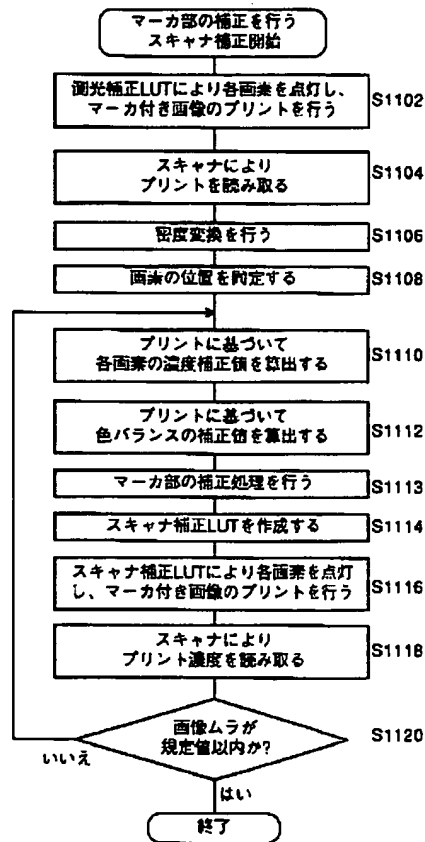 マーカ部の補正を行う
スキャナ補正開始
測光補正LUTにより各画素を点灯し、
マーカ付き画像のプリントを行う
S1102
スキャナにより
プリントを読み取る
S1104
密度変換を行う
S1106
画素の位置を判定する
S1108
プリントに基づいて
各画素の濃度補正値を算出する
S1110
プリントに基づいて
色バランスの補正値を算出する
S1112
マーカ部の補正処理を行う
S1113
スキャナ補正LUTを作成する
S1114
スキャナ補正LUTにより各画素を点灯
し、マーカ付き画像のプリントを行う
S1116
スキャナにより
プリント濃度を読み取る
S1118
画像ムラが
規定値以内か?
S1120
いいえ
はい
終了